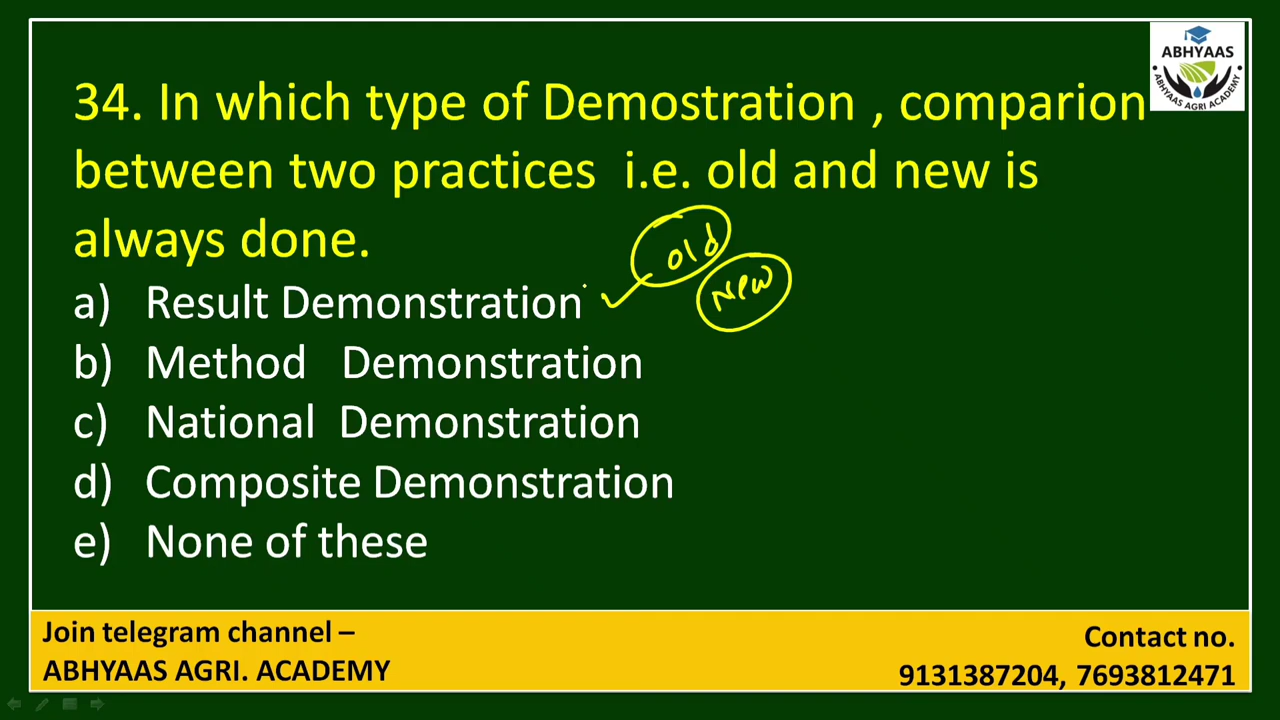 ABHYAAS
ABHYAAS AGRI ACADEMY
34. In which type of Demostration , comparion
between two practices i.e. old and new is
always done.
old
New
a) Result Demonstration
b) Method Demonstration
c) National Demonstration
d) Composite Demonstration
e) None of these
Join telegram channel –
ABHYAAS AGRI. ACADEMY
Contact no.
9131387204, 7693812471